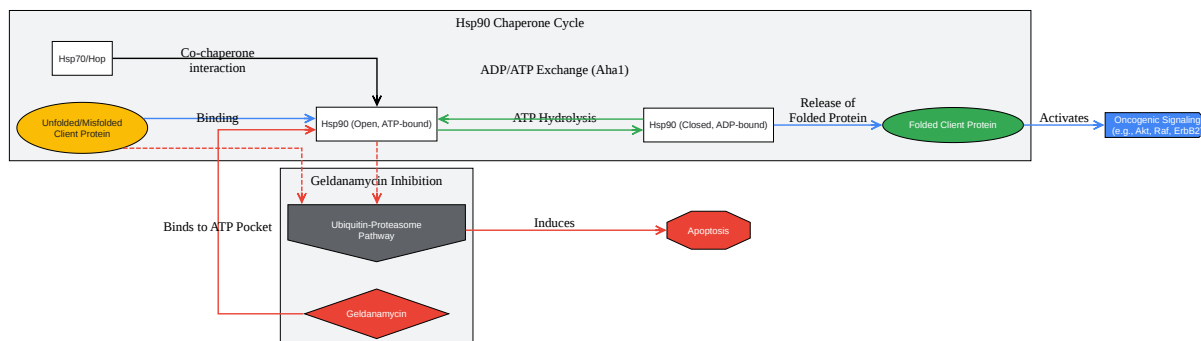 Hsp90 Chaperone Cycle
Hsp70/Hop
Co-chaperone
interaction
ADP/ATP Exchange (Aha1)
Unfolded/Misfolded
Client Protein
Binding
Hsp90 (Open, ATP-bound)
ATP Hydrolysis
Hsp90 (Closed, ADP-bound)
Release of
Folded Protein
Folded Client Protein
Activates
Oncogenic Signaling
(e.g., Akt, Raf, ErbB2
Geldanamycin Inhibition
Binds to ATP Pocket
Ubiquitin-Proteasome
Pathway
Induces
Apoptosis
Geldanamycin